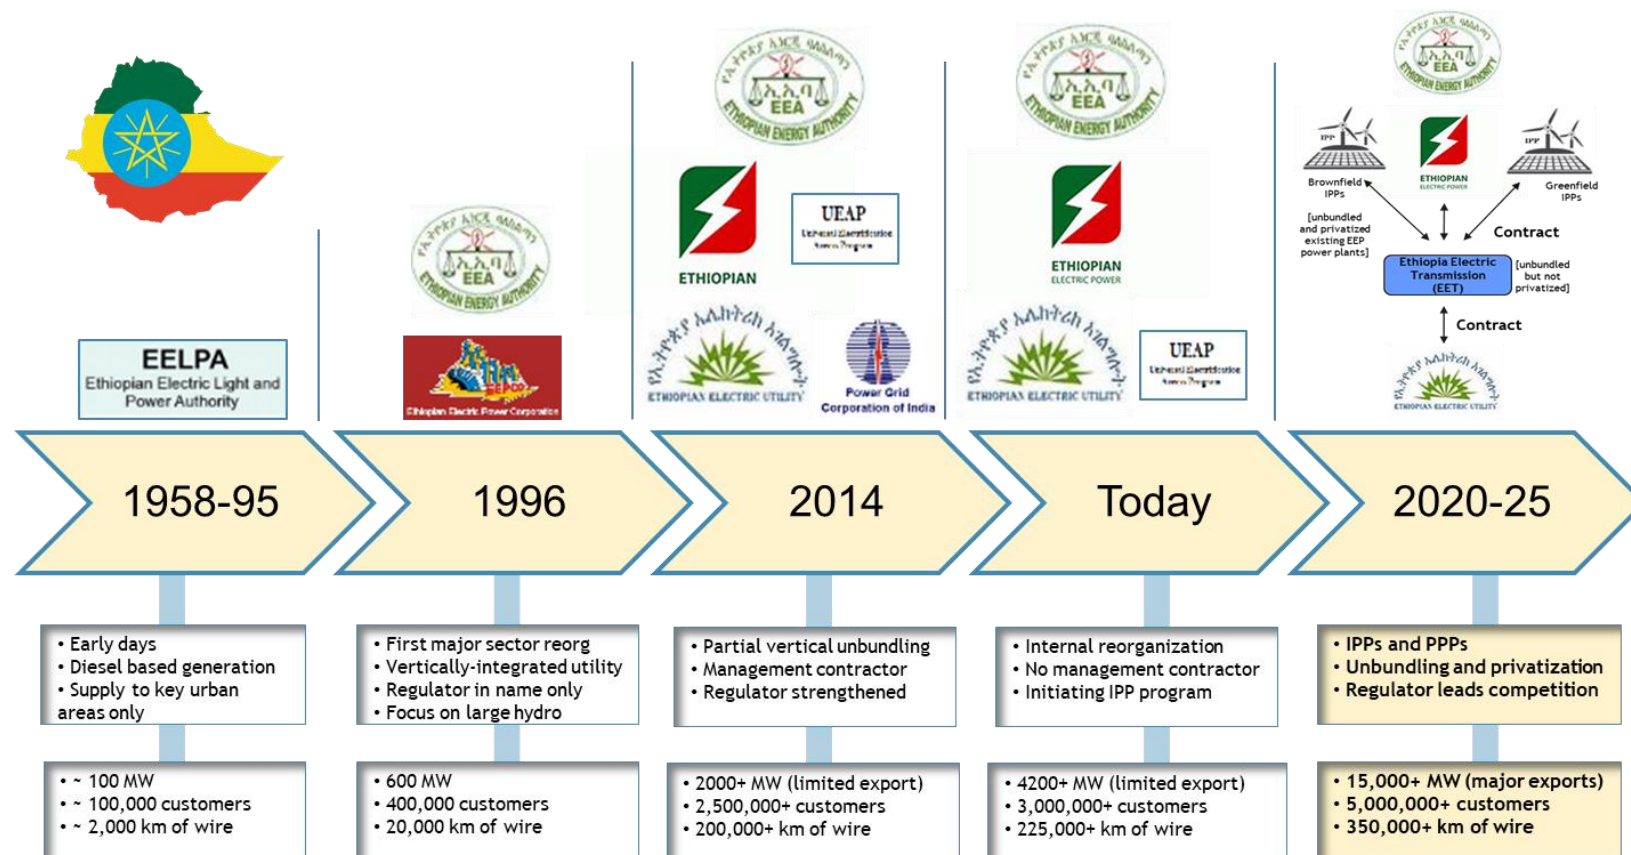 EELPA
Ethiopian Electric Light and
Power Authority
EEA
ETHIOPIAN ENERGY AUTHORITY
EEPCO
Ethiopian Electric Power Corporation
EEA
ETHIOPIAN ENERGY AUTHORITY
ETHIOPIAN
UEAP
Universal Electrification
Access Program
ETHIOPIAN ELECTRIC UTILITY
Power Grid
Corporation of India
EEA
ETHIOPIAN ENERGY AUTHORITY
ETHIOPIAN
ELECTRIC POWER
ETHIOPIAN ELECTRIC UTILITY
UEAP
Universal Electrification
Access Program
EEA
ETHIOPIAN ENERGY AUTHORITY
IPP
IPP
ETHIOPIAN
ELECTRIC POWER
Brownfield
IPPs
Greenfield
IPPs
[unbundled
and privatized
existing EEP
power plants]
Contract
Ethiopia Electric
Transmission
(EET)
[unbundled
but not
privatized]
Contract
ETHIOPIAN ELECTRIC UTILITY
1958-95
1996
2014
Today
2020-25
• Early days
• Diesel based generation
• Supply to key urban
areas only
• First major sector reorg
• Vertically-integrated utility
• Regulator in name only
• Focus on large hydro
• Partial vertical unbundling
• Management contractor
• Regulator strengthened
• Internal reorganization
• No management contractor
• Initiating IPP program
• IPPs and PPPs
• Unbundling and privatization
• Regulator leads competition
• ~ 100 MW
• ~ 100,000 customers
• ~ 2,000 km of wire
• 600 MW
• 400,000 customers
• 20,000 km of wire
• 2000+ MW (limited export)
• 2,500,000+ customers
• 200,000+ km of wire
• 4200+ MW (limited export)
• 3,000,000+ customers
• 225,000+ km of wire
• 15,000+ MW (major exports)
• 5,000,000+ customers
• 350,000+ km of wire